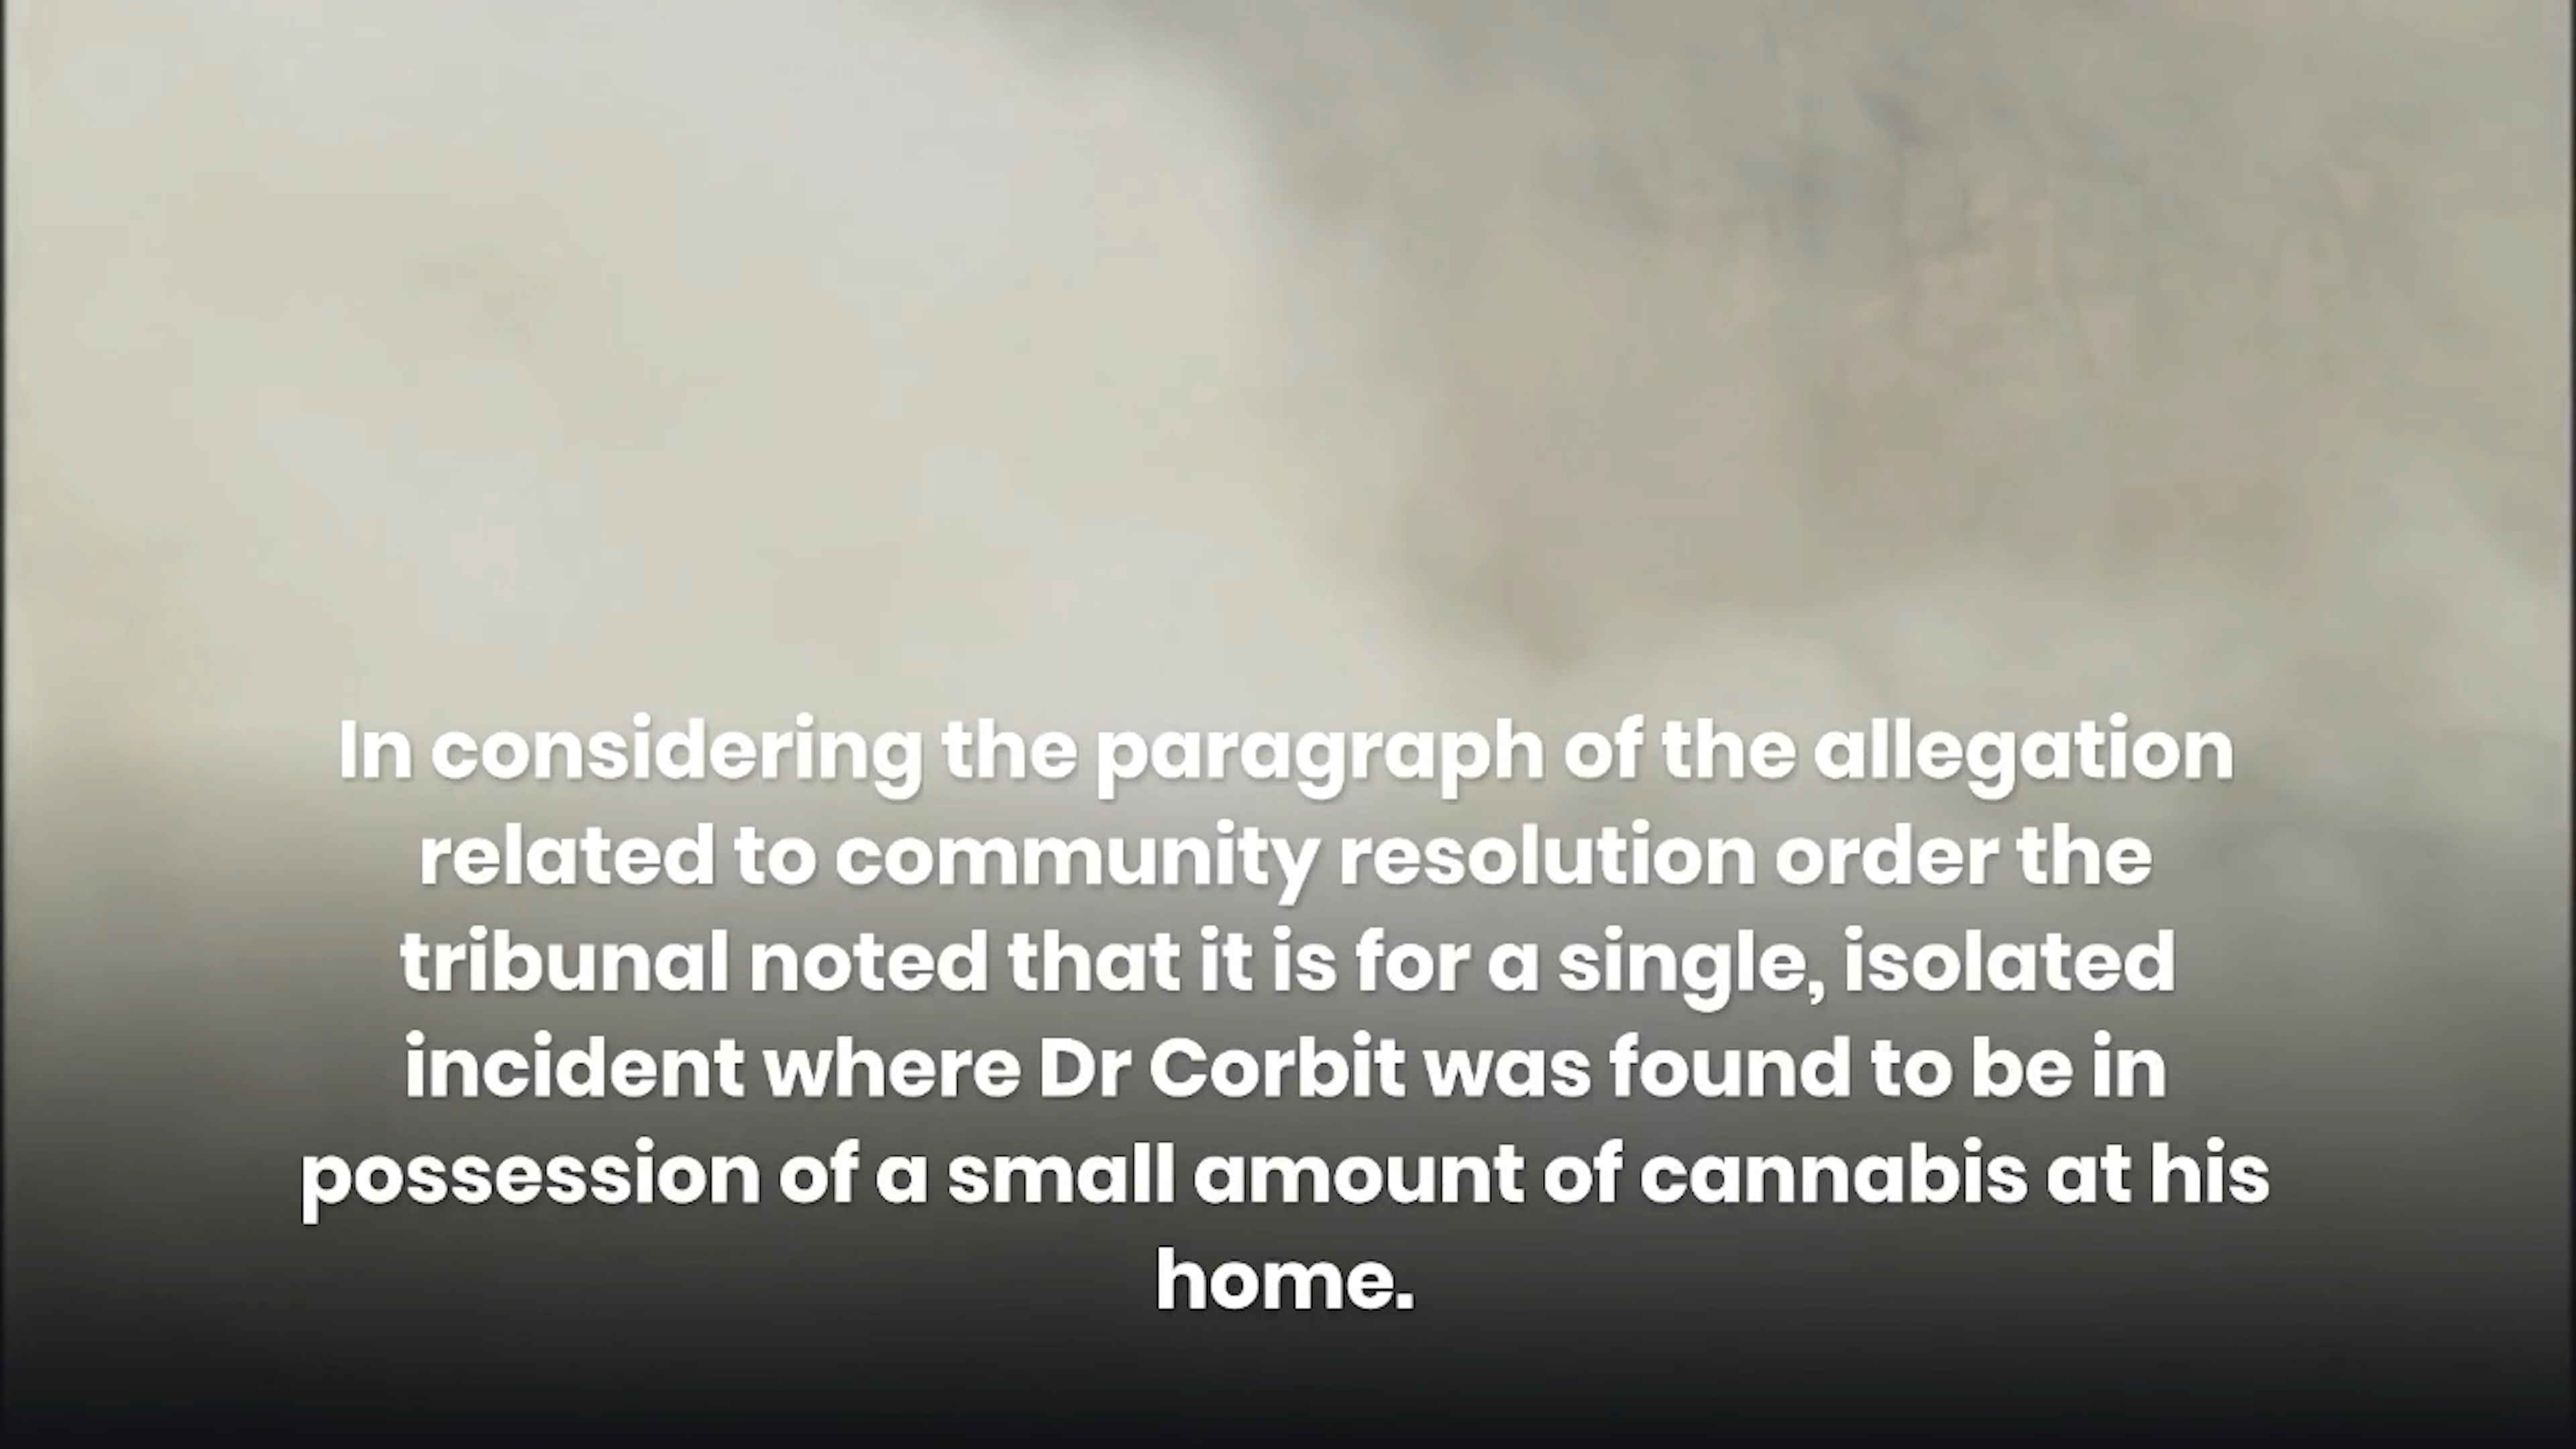 In considering the paragraph of the allegation
related to community resolution order the
tribunal noted that it is for a single, isolated
incident where Dr Corbit was found to be in
possession of a small amount of cannabis at his
home.